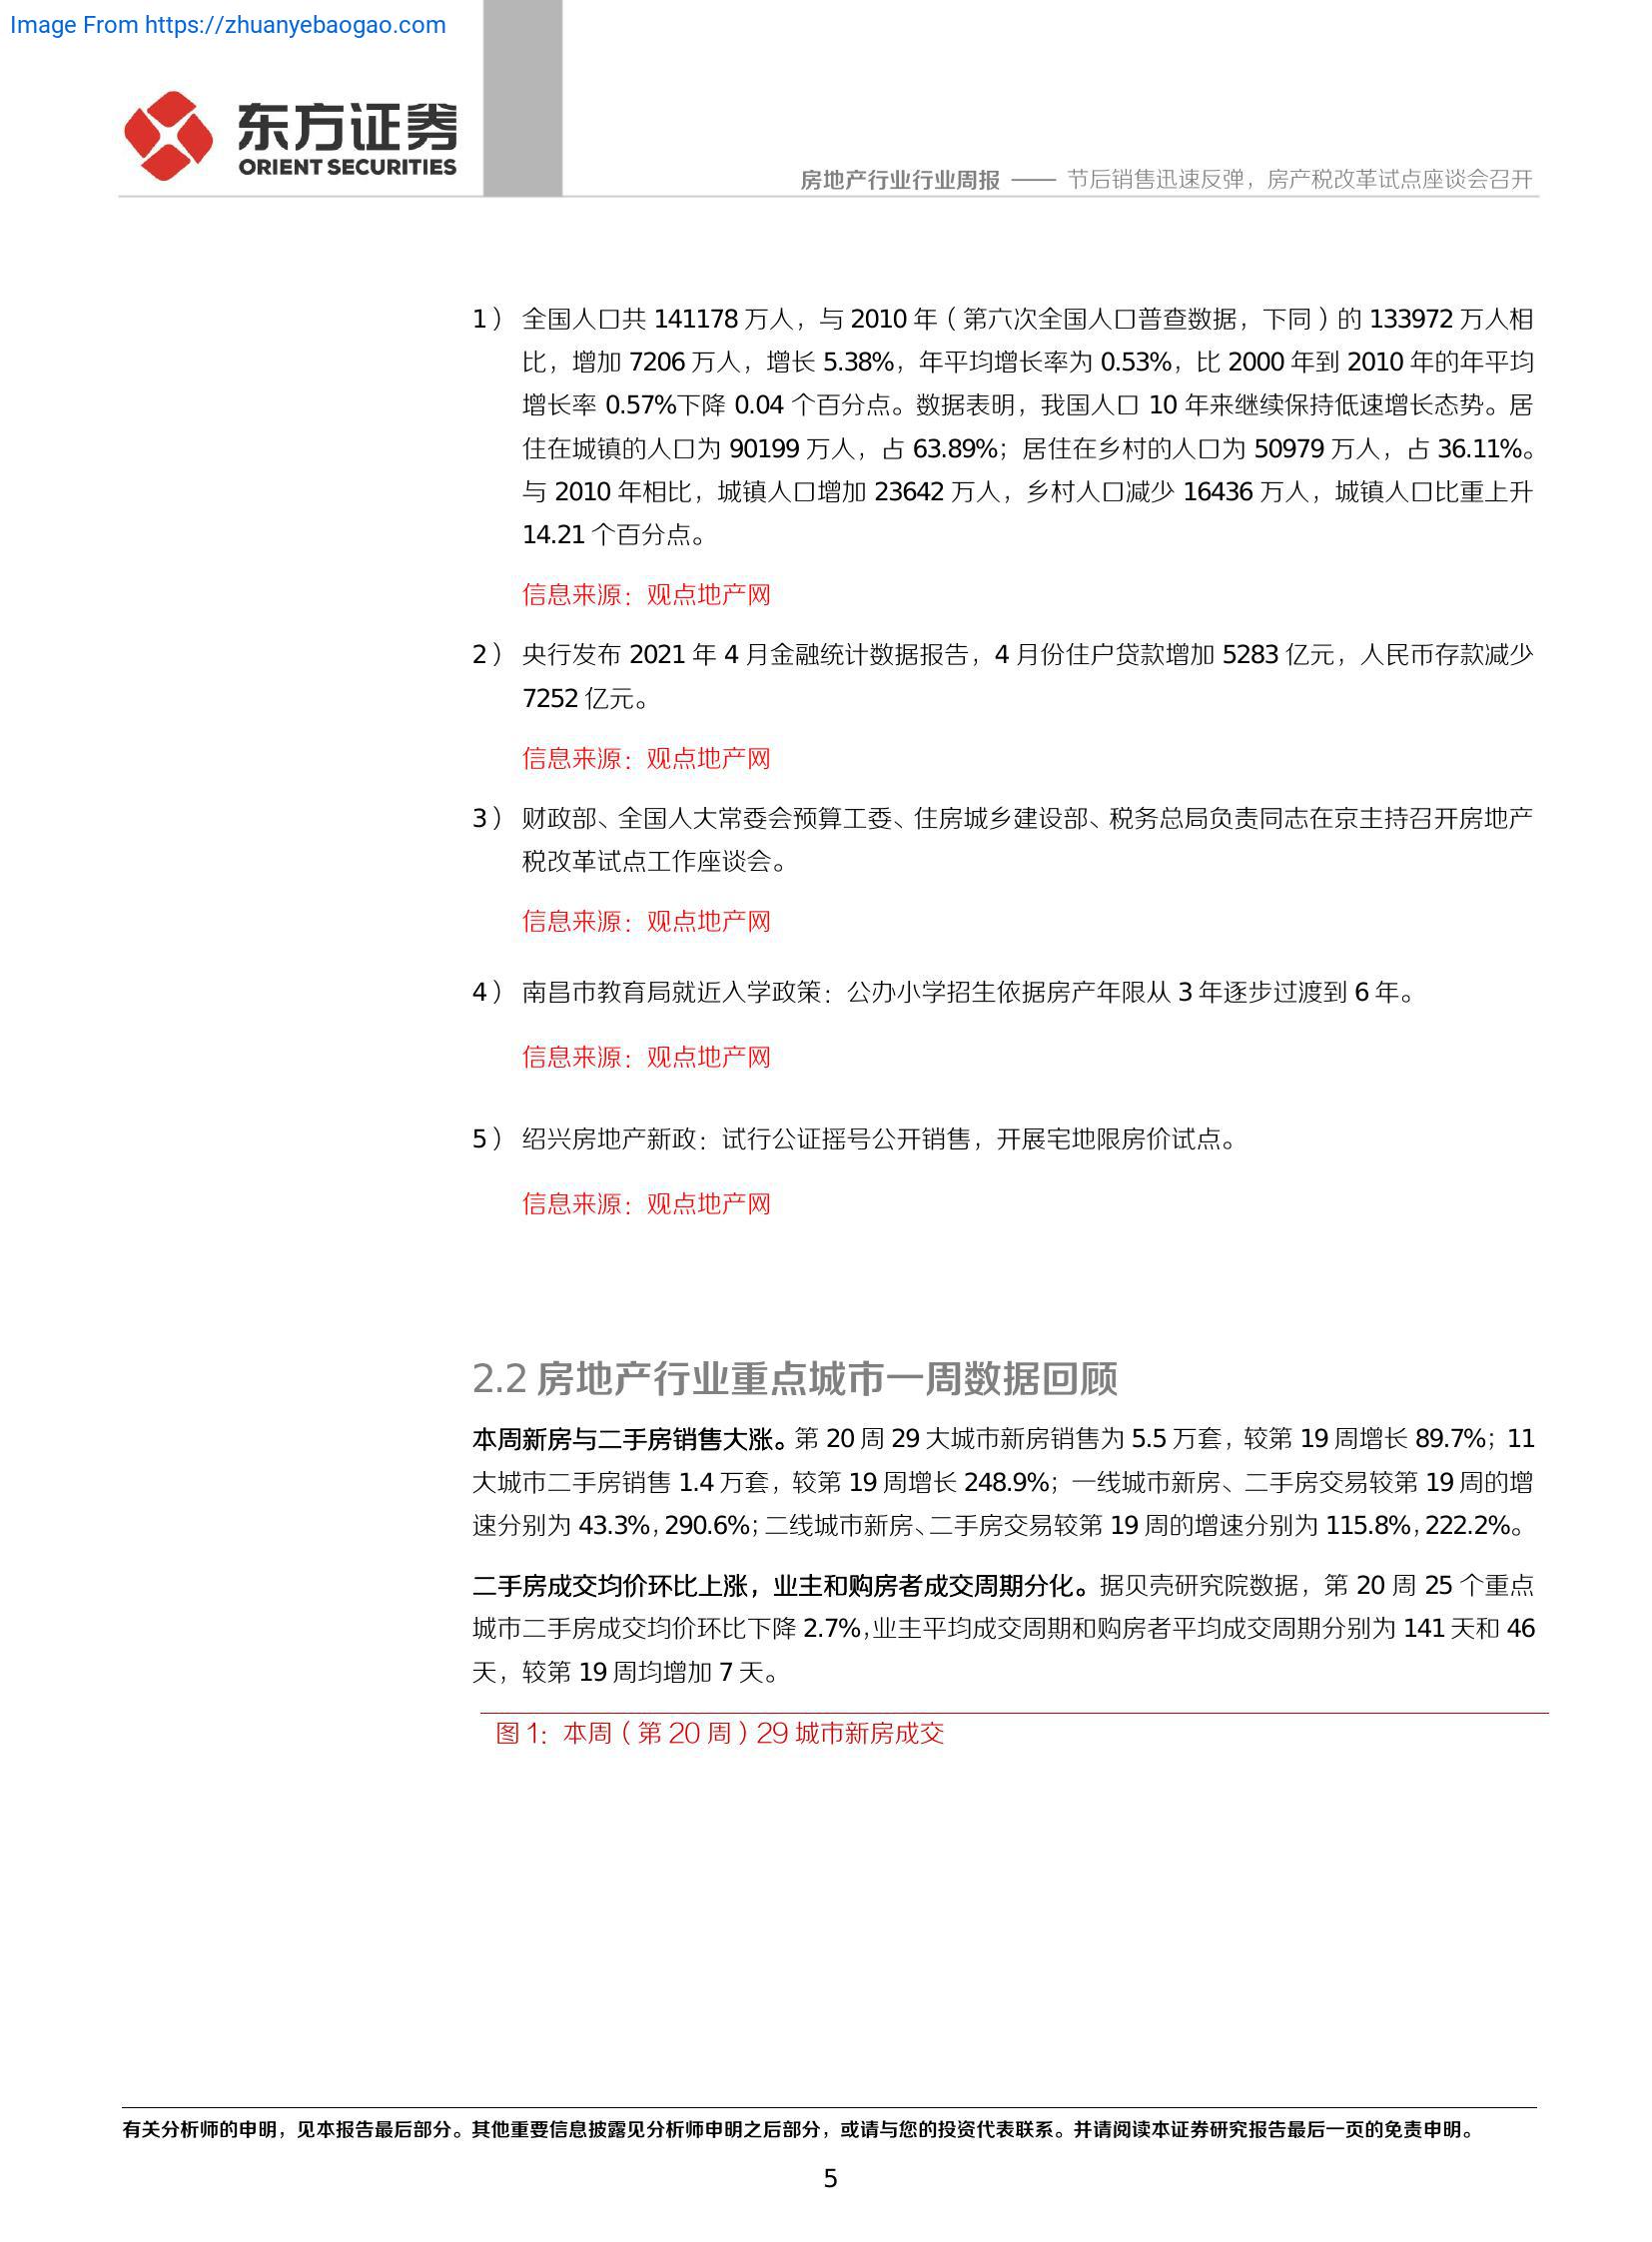 Image From https://zhuanyebaogao.com
东方证券
ORIENT SECURITIES
房地产行业行业周报 —— 节后销售迅速反弹，房产税改革试点座谈会召开
1） 全国人口共 141178 万人，与 2010 年（第六次全国人口普查数据，下同）的 133972 万人相
比，增加 7206 万人，增长 5.38%，年平均增长率为 0.53%，比 2000 年到 2010 年的年平均
增长率 0.57%下降 0.04 个百分点。数据表明，我国人口 10 年来继续保持低速增长态势。居
住在城镇的人口为 90199 万人，占 63.89%；居住在乡村的人口为 50979 万人，占 36.11%。
与 2010 年相比，城镇人口增加 23642 万人，乡村人口减少 16436 万人，城镇人口比重上升
14.21 个百分点。
信息来源：观点地产网
2） 央行发布 2021 年 4 月金融统计数据报告，4 月份住户贷款增加 5283 亿元，人民币存款减少
7252 亿元。
信息来源：观点地产网
3） 财政部、全国人大常委会预算工委、住房城乡建设部、税务总局负责同志在京主持召开房地产
税改革试点工作座谈会。
信息来源：观点地产网
4） 南昌市教育局就近入学政策：公办小学招生依据房产年限从 3 年逐步过渡到 6 年。
信息来源：观点地产网
5） 绍兴房地产新政：试行公证摇号公开销售，开展宅地限房价试点。
信息来源：观点地产网
2.2 房地产行业重点城市一周数据回顾
本周新房与二手房销售大涨。第 20 周 29 大城市新房销售为 5.5 万套，较第 19 周增长 89.7%；11
大城市二手房销售 1.4 万套，较第 19 周增长 248.9%；一线城市新房、二手房交易较第 19 周的增
速分别为 43.3%，290.6%；二线城市新房、二手房交易较第 19 周的增速分别为 115.8%，222.2%。
二手房成交均价环比上涨，业主和购房者成交周期分化。据贝壳研究院数据，第 20 周 25 个重点
城市二手房成交均价环比下降 2.7%，业主平均成交周期和购房者平均成交周期分别为 141 天和 46
天，较第 19 周均增加 7 天。
图 1：本周（第 20 周）29 城市新房成交
有关分析师的申明，见本报告最后部分。其他重要信息披露见分析师申明之后部分，或请与您的投资代表联系。并请阅读本证券研究报告最后一页的免责申明。
5